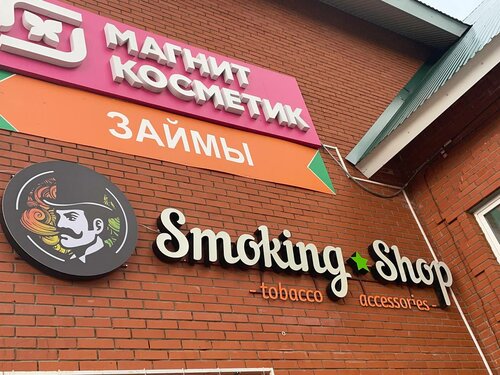 МАГНИТ
КОСМЕТИК
ЗАЙМЫ
Smoking Shop
- tobacco accessories -